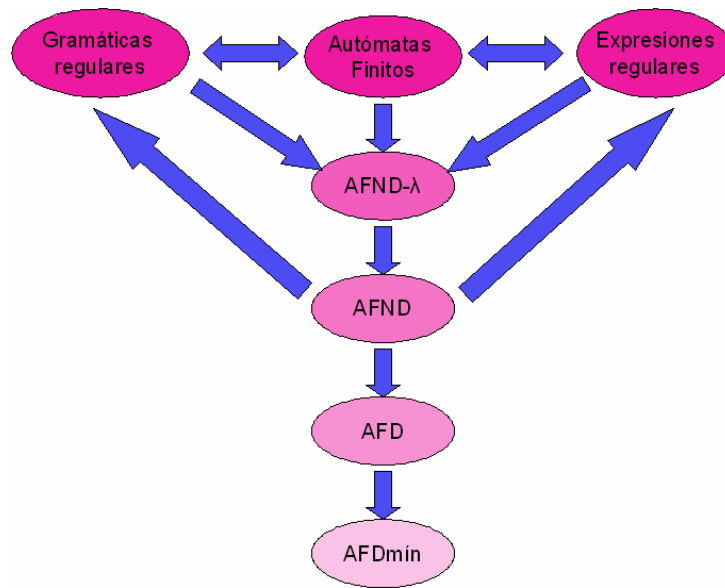 Gramáticas
regulares
Autómatas
Finitos
Expresiones
regulares
AFND-λ
AFND
AFD
AFDmín